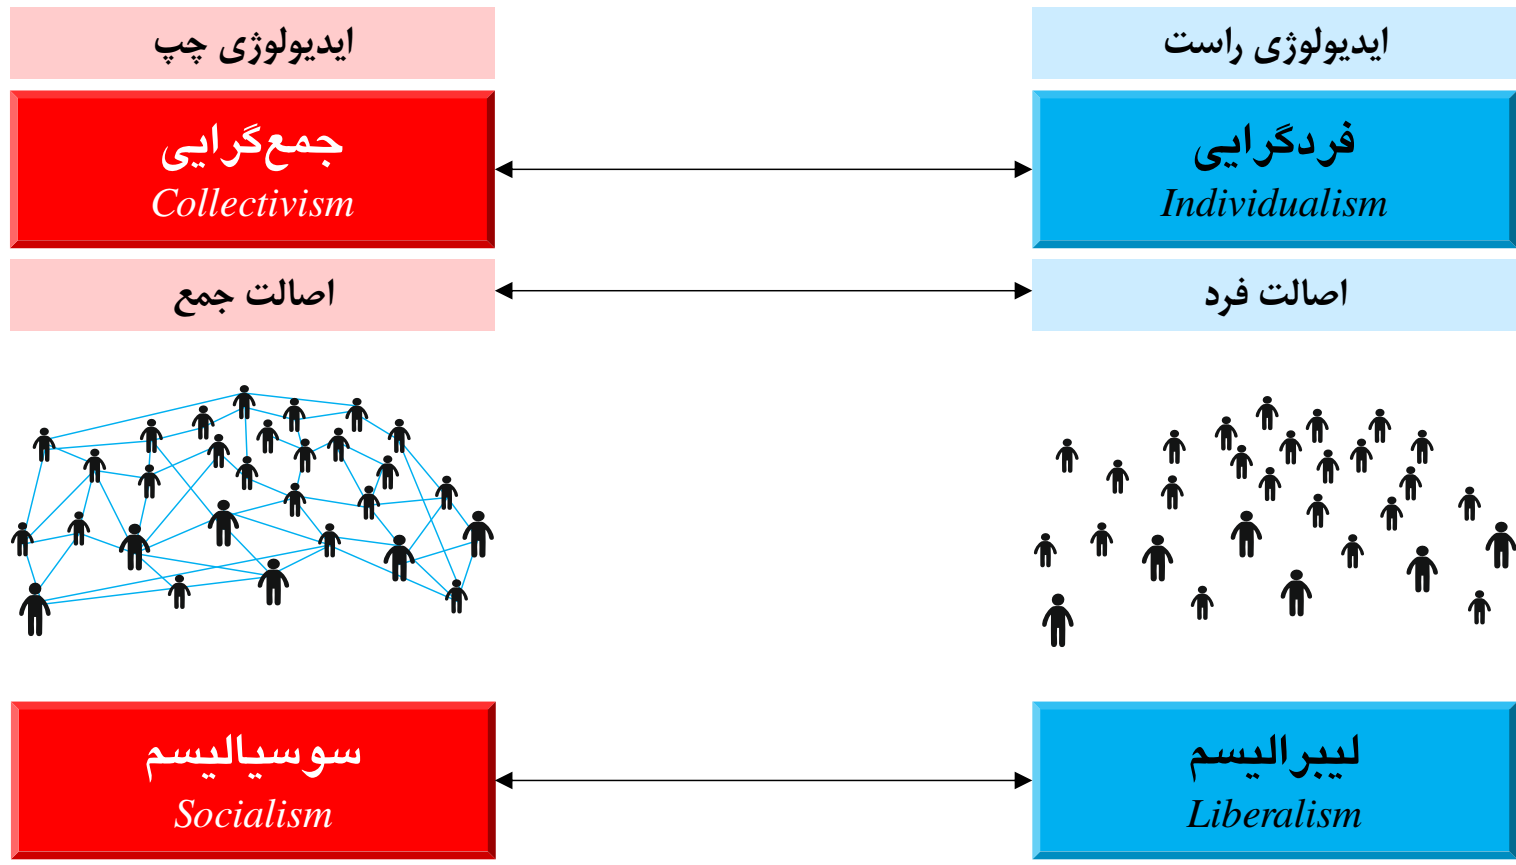 ایدیولوژی راست
ایدیولوژی چپ
فردگرایی
Individualism
جمع‌گرایی
Collectivism
اصالت فرد
اصالت جمع
لیبرالیسم
Liberalism
سوسیالیسم
Socialism